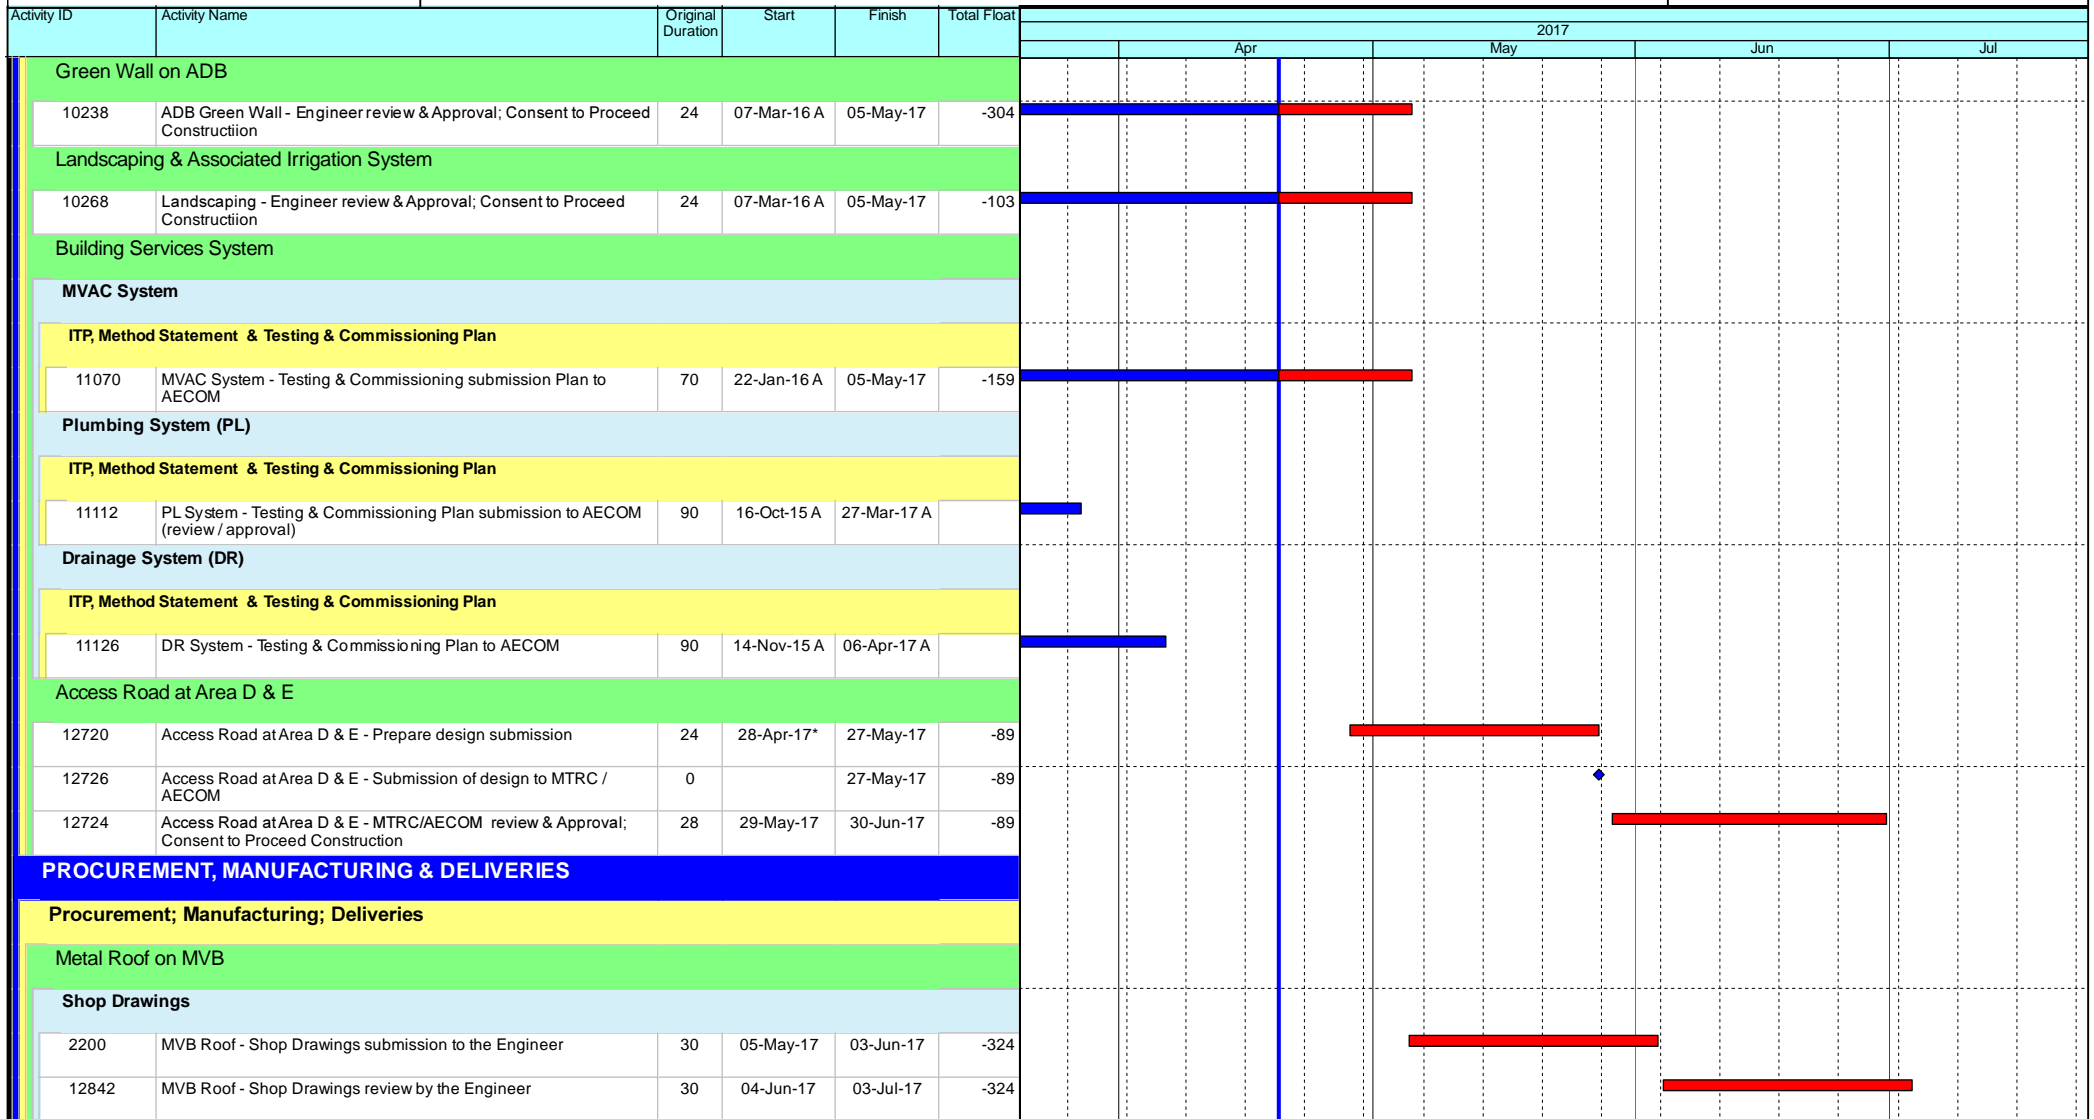 Activity ID Activity Name Original Duration Start Finish Total Float
2017
Apr May Jun Jul
Green Wall on ADB
10238 ADB Green Wall - Engineer review & Approval; Consent to Proceed 24 07-Mar-16 A 05-May-17 -304
Constructiion
Landscaping & Associated Irrigation System
10268 Landscaping - Engineer review & Approval; Consent to Proceed 24 07-Mar-16 A 05-May-17 -103
Constructiion
Building Services System
MVAC System
ITP, Method Statement & Testing & Commissioning Plan
11070 MVAC System - Testing & Commissioning submission Plan to 70 22-Jan-16 A 05-May-17 -159
AECOM
Plumbing System (PL)
ITP, Method Statement & Testing & Commissioning Plan
11112 PL System - Testing & Commissioning Plan submission to AECOM 90 16-Oct-15 A 27-Mar-17 A
(review / approval)
Drainage System (DR)
ITP, Method Statement & Testing & Commissioning Plan
11126 DR System - Testing & Commissioning Plan to AECOM 90 14-Nov-15 A 06-Apr-17 A
Access Road at Area D & E
12720 Access Road at Area D & E - Prepare design submission 24 28-Apr-17* 27-May-17 -89
12726 Access Road at Area D & E - Submission of design to MTRC / 0 27-May-17 -89
AECOM
12724 Access Road at Area D & E - MTRC/AECOM review & Approval; 28 29-May-17 30-Jun-17 -89
Consent to Proceed Construction
PROCUREMENT, MANUFACTURING & DELIVERIES
Procurement; Manufacturing; Deliveries
Metal Roof on MVB
Shop Drawings
2200 MVB Roof - Shop Drawings submission to the Engineer 30 05-May-17 03-Jun-17 -324
12842 MVB Roof - Shop Drawings review by the Engineer 30 04-Jun-17 03-Jul-17 -324